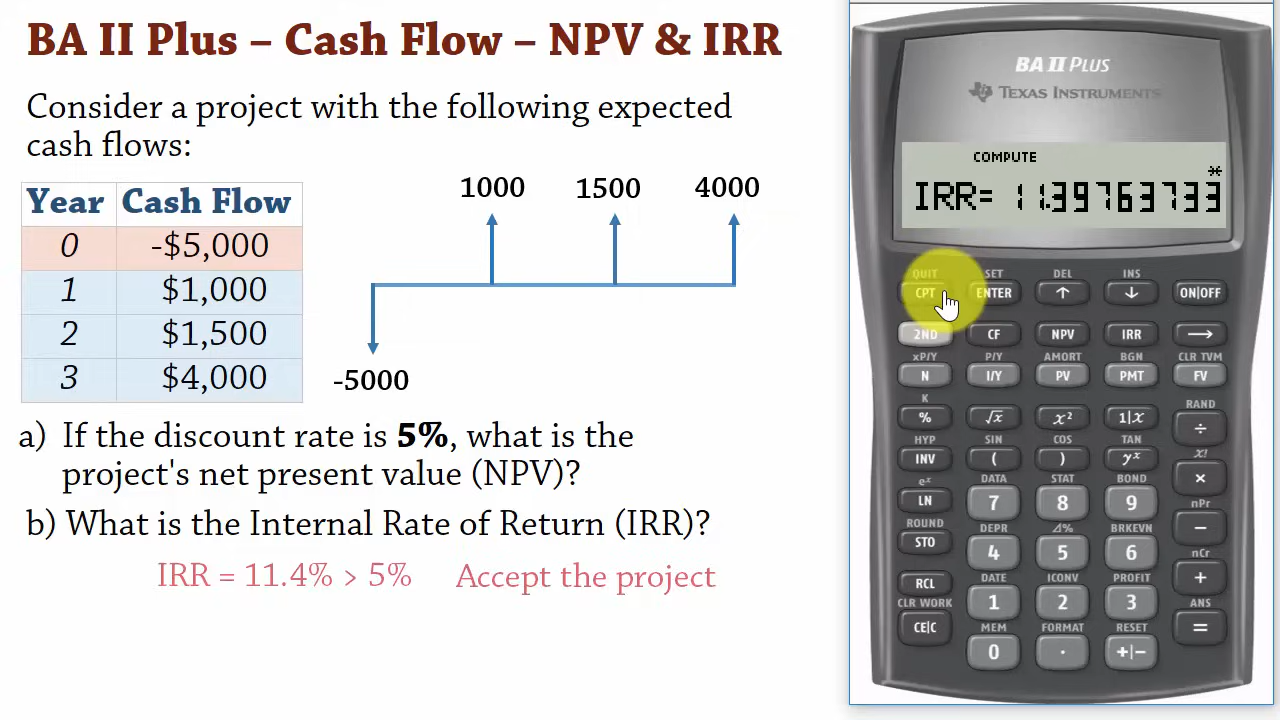 BA II Plus – Cash Flow – NPV & IRR
Consider a project with the following expected
cash flows:
Year Cash Flow
0 -$5,000
1 $1,000
2 $1,500
3 $4,000
1000 1500 4000
-5000
a) If the discount rate is 5%, what is the
project's net present value (NPV)?
b) What is the Internal Rate of Return (IRR)?
IRR = 11.4% > 5% Accept the project
BA II PLUS
TEXAS INSTRUMENTS
COMPUTE
*
IRR= 11.39763733
QUIT SET DEL INS
CPT ENTER ↑ ↓ ON|OFF
2ND CF NPV IRR →
xP/Y P/Y AMORT BGN CLR TVM
N I/Y PV PMT FV
K RAND
% √x x² 1|x ÷
HYP SIN COS TAN x!
INV ( ) yˣ ×
eˣ DATA STAT BOND nPr
LN 7 8 9 −
ROUND DEPR Δ% BRKEVN nCr
STO 4 5 6 +
DATE ICONV PROFIT ANS
RCL 1 2 3 =
CLR WORK MEM FORMAT RESET
CE|C 0 . +|−